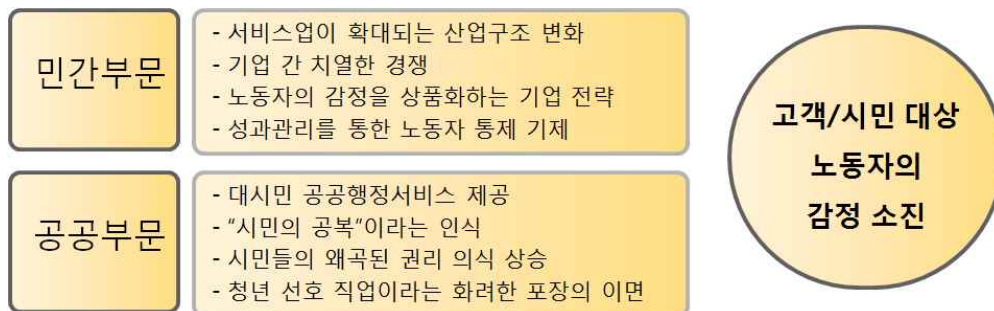 민간부문
- 서비스업이 확대되는 산업구조 변화
- 기업 간 치열한 경쟁
- 노동자의 감정을 상품화하는 기업 전략
- 성과관리를 통한 노동자 통제 기제
공공부문
- 대시민 공공행정서비스 제공
- “시민의 공복”이라는 인식
- 시민들의 왜곡된 권리 의식 상승
- 청년 선호 직업이라는 화려한 포장의 이면
고객/시민 대상
노동자의
감정 소진